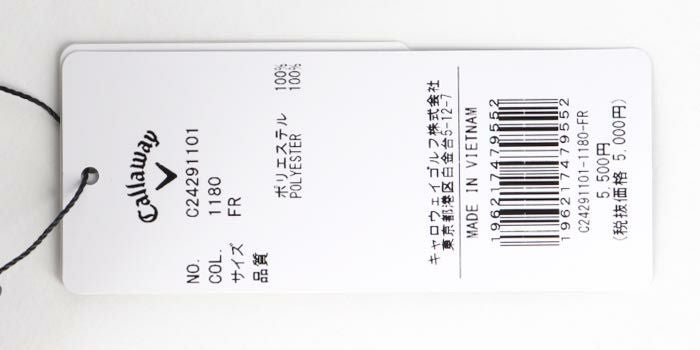 Callaway
NO. C24291101
COL. 1180
サイズ FR
品質 ポリエステル 100%
POLYESTER 100%
キャロウェイゴルフ株式会社
東京都港区白金台5-12-7
MADE IN VIETNAM
196217479552
196217479552
C24291101-1180-FR
5,500円
(税抜価格 5,000円)